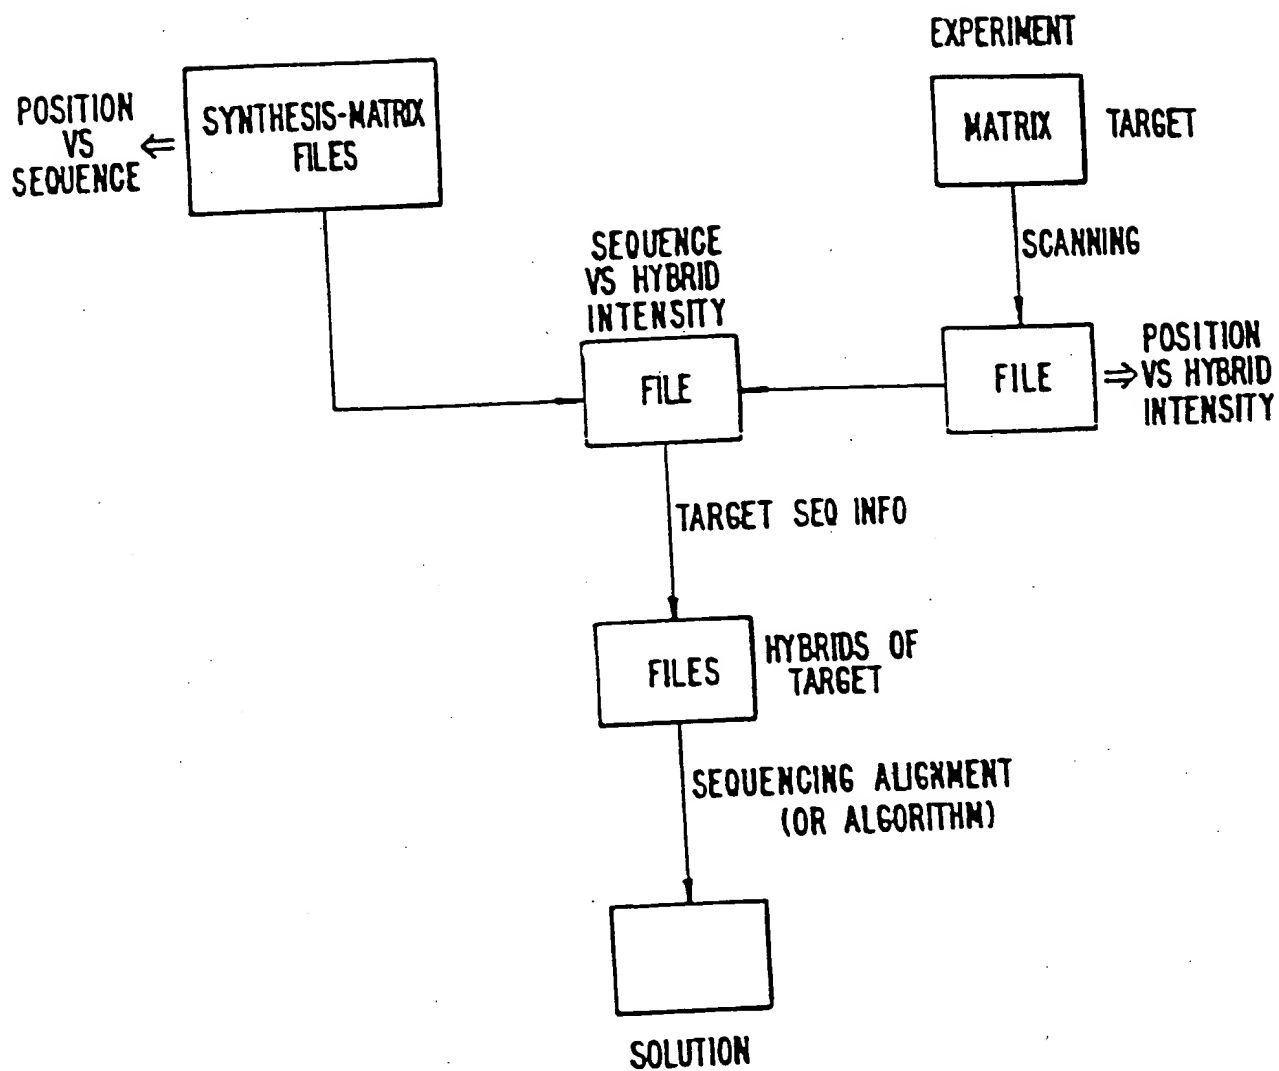 EXPERIMENT
POSITION
VS
SEQUENCE
SYNTHESIS-MATRIX
FILES
MATRIX
TARGET
SCANNING
SEQUENCE
VS HYBRID
INTENSITY
FILE
FILE
POSITION
VS HYBRID
INTENSITY
TARGET SEQ INFO
FILES
HYBRIDS OF
TARGET
SEQUENCING ALIGNMENT
(OR ALGORITHM)
SOLUTION